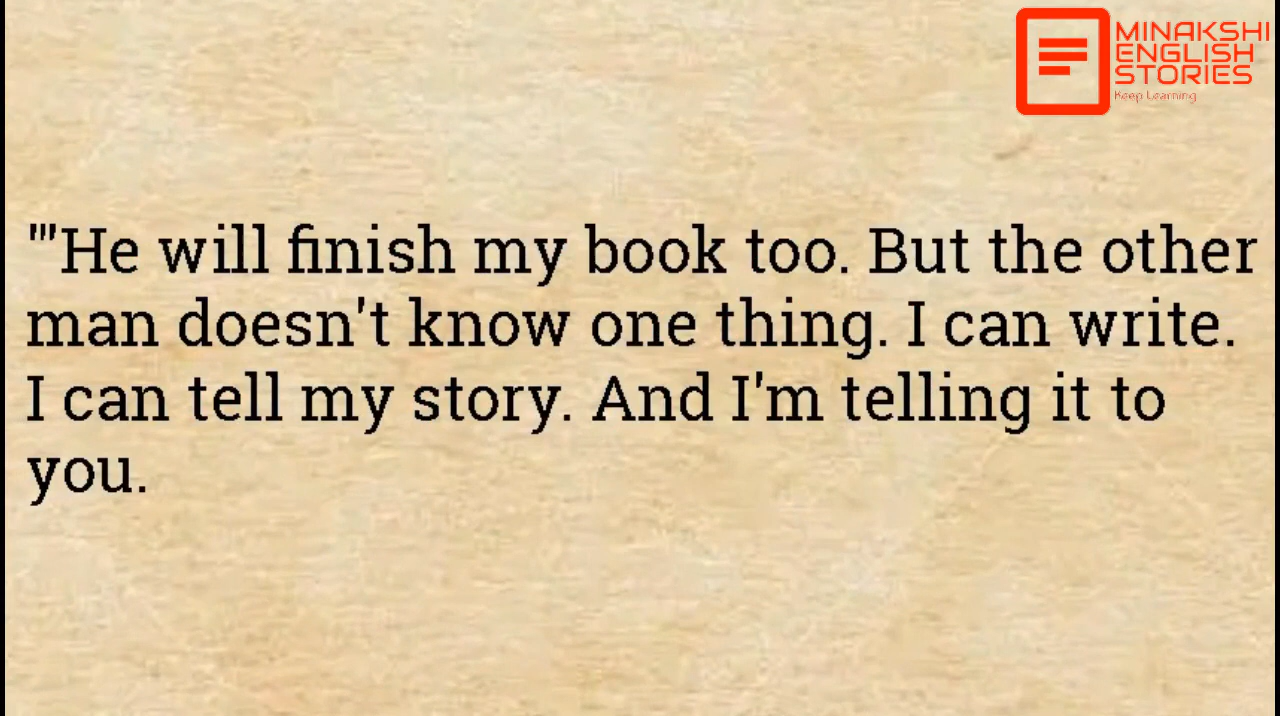 MINAKSHI
ENGLISH
STORIES
Keep Learning
"'He will finish my book too. But the other
man doesn't know one thing. I can write.
I can tell my story. And I'm telling it to
you.